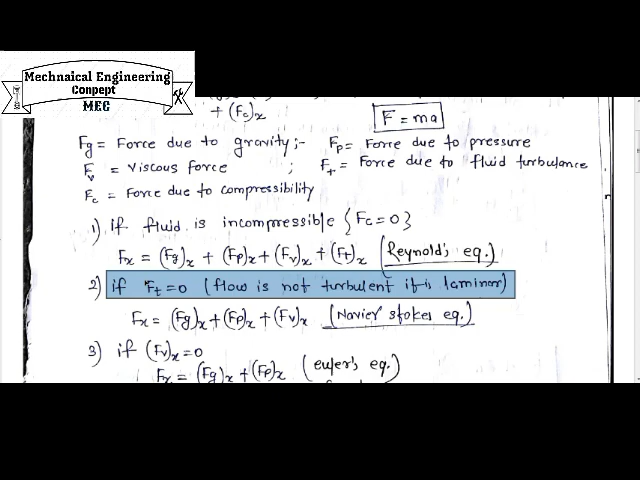 Mechnaical Engineering
Conpept
MEC
+ (Fc)x
F = ma
Fg = Force due to gravity;- Fp = Force due to pressure
Fv = Viscous force ; Ft = Force due to fluid turbulance
Fc = Force due to compressibility
1) if fluid is incompressible {Fc=0}
Fx = (Fg)x + (Fp)x + (Fv)x + (Ft)x (Reynold's eq.)
2) if Ft=0 (flow is not turbulent it is laminar)
Fx = (Fg)x + (Fp)x + (Fv)x (Navier stokes eq.)
3) if (Fv)x=0
Fx = (Fg)x + (Fp)x (euler's eq.)